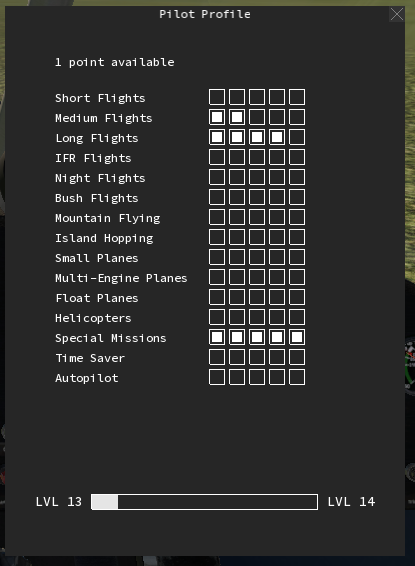 Pilot Profile
1 point available
Short Flights
Medium Flights
Long Flights
IFR Flights
Night Flights
Bush Flights
Mountain Flying
Island Hopping
Small Planes
Multi-Engine Planes
Float Planes
Helicopters
Special Missions
Time Saver
Autopilot
LVL 13 LVL 14